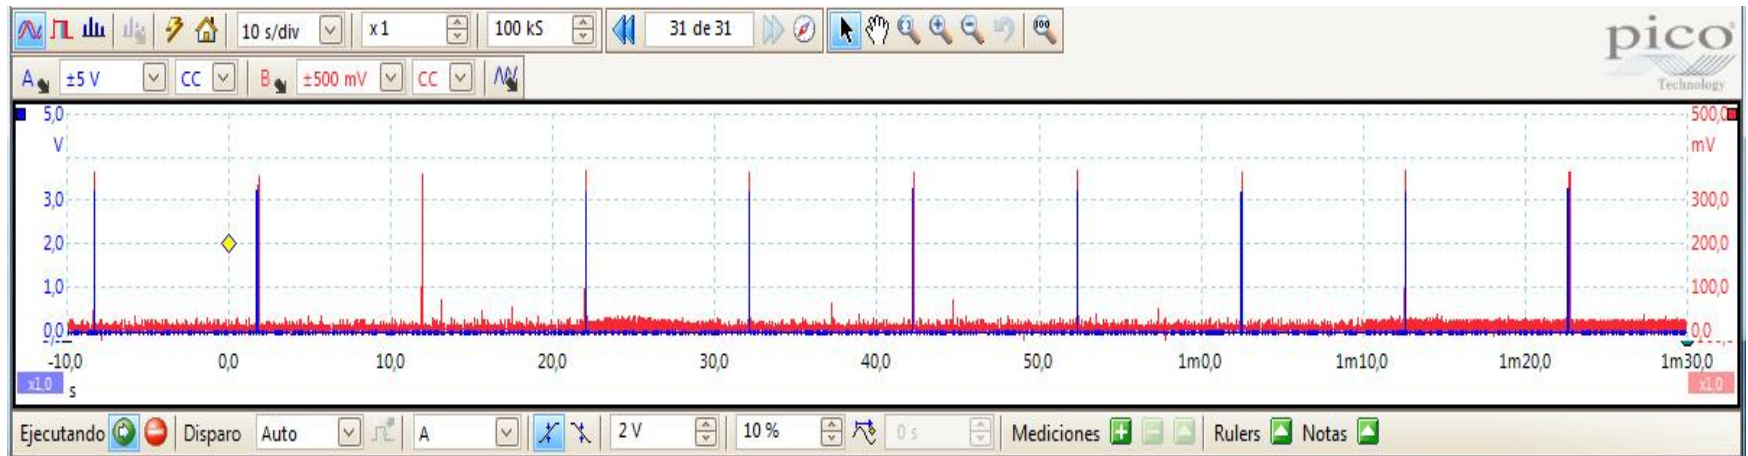 10 s/div x 1 100 kS 31 de 31
pico
Technology
A ±5 V CC B ±500 mV CC
5,0 500,0
V mV
3,0 300,0
2,0 200,0
1,0 100,0
0,0 0,0
-10,0 0,0 10,0 20,0 30,0 40,0 50,0 1m0,0 1m10,0 1m20,0 1m30,0
x1,0 s x1,0
Ejecutando Disparo Auto A 2 V 10 % 0 s Mediciones Rulers Notas